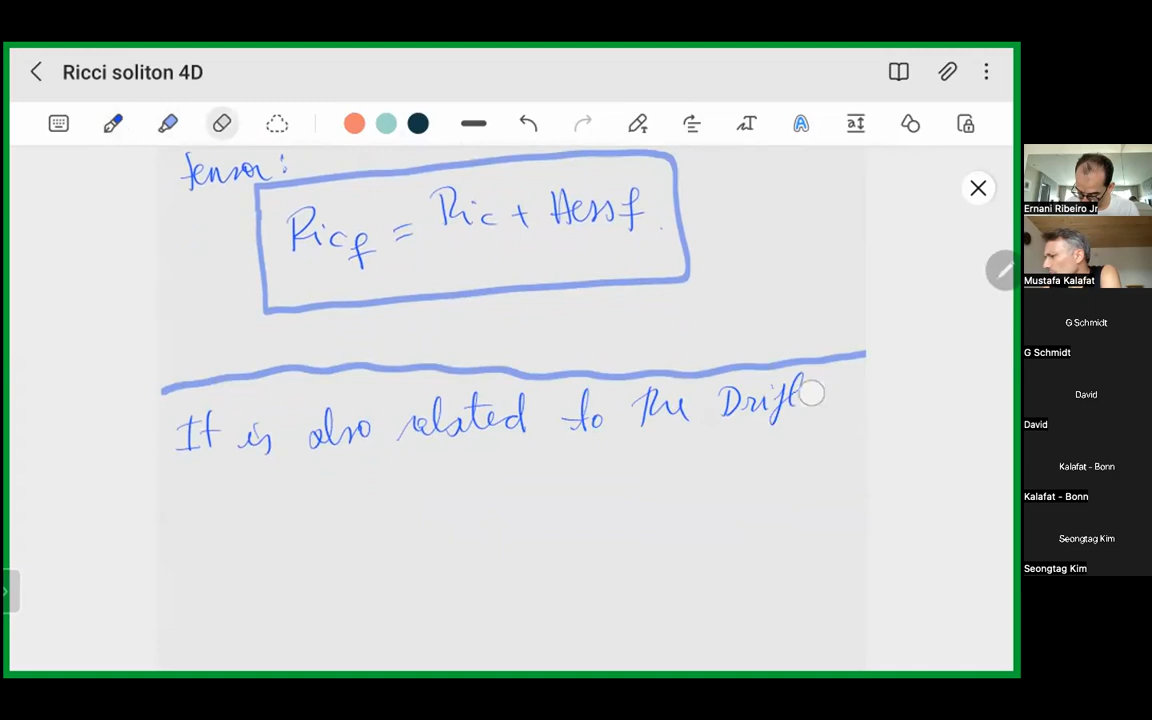 Ricci soliton 4D
tensor:
Ric_f = Ric + Hess f.
It is also related to the Drift
Ernani Ribeiro Jr
Mustafa Kalafat
G Schmidt
G Schmidt
David
David
Kalafat - Bonn
Kalafat - Bonn
Seongtag Kim
Seongtag Kim